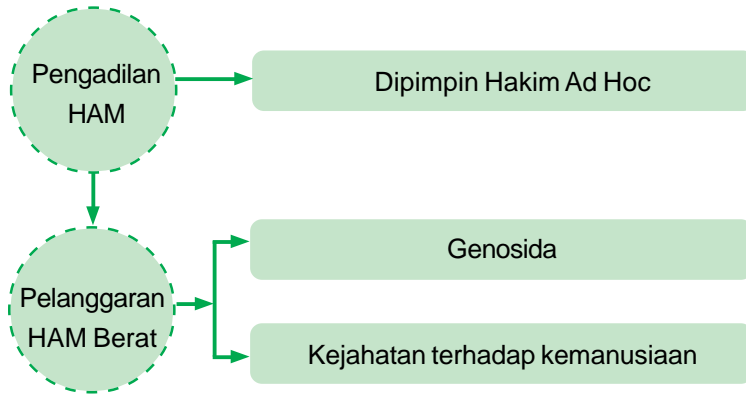 Pengadilan
HAM
Dipimpin Hakim Ad Hoc
Pelanggaran
HAM Berat
Genosida
Kejahatan terhadap kemanusiaan